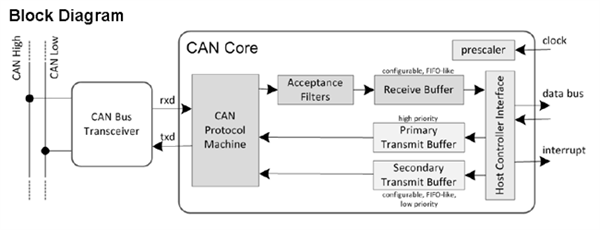 Block Diagram
CAN High
CAN Low
CAN Bus
Transceiver
rxd
txd
CAN Core
CAN
Protocol
Machine
Acceptance
Filters
configurable, FIFO-like
Receive Buffer
high priority
Primary
Transmit Buffer
Secondary
Transmit Buffer
configurable, FIFO-like,
low priority
prescaler
Host Controller Interface
clock
data bus
interrupt